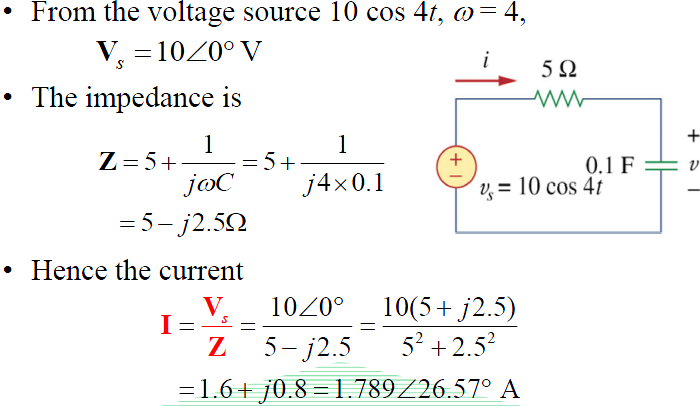 • From the voltage source 10 cos 4t, ω = 4,
V_s = 10∠0° V
• The impedance is
Z = 5 + 1/(jωC) = 5 + 1/(j4×0.1)
= 5 − j2.5Ω
• Hence the current
I = V_s/Z = 10∠0°/(5 − j2.5) = 10(5 + j2.5)/(5² + 2.5²)
= 1.6 + j0.8 = 1.789∠26.57° A
i
5 Ω
+
−
v_s = 10 cos 4t
0.1 F
+
v
−